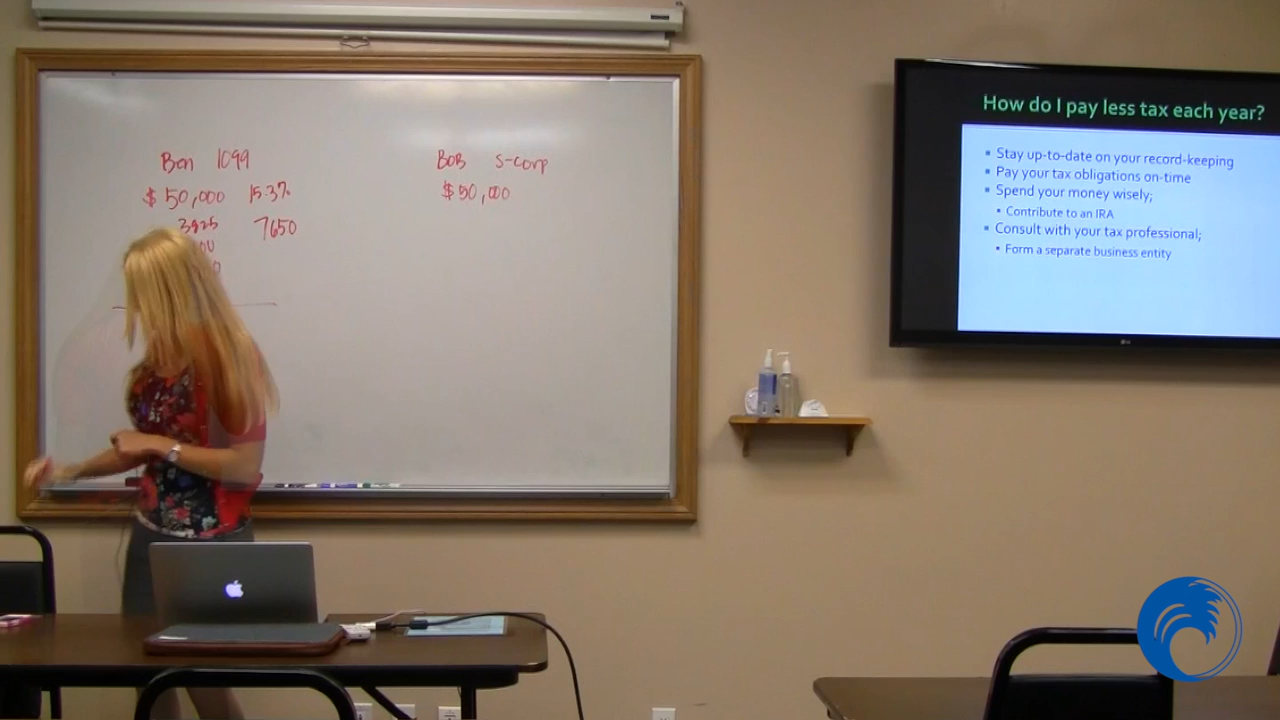 Ben 1099
$50,000 15.3%
3825 7650
BOB S-Corp
$50,000
How do I pay less tax each year?
Stay up-to-date on your record-keeping
Pay your tax obligations on-time
Spend your money wisely;
Contribute to an IRA
Consult with your tax professional;
Form a separate business entity
LG